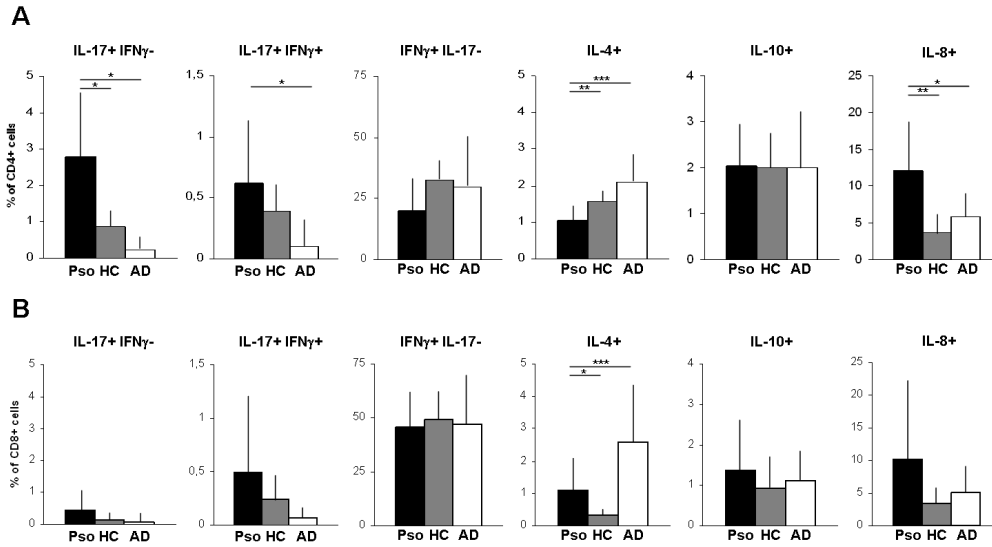 A
IL-17+ IFNγ- IL-17+ IFNγ+ IFNγ+ IL-17- IL-4+ IL-10+ IL-8+
% of CD4+ cells
5 4 3 2 1 0
* *
Pso HC AD
1,5 1 0,5 0
*
Pso HC AD
75 50 25 0
Pso HC AD
5 4 3 2 1 0
*** **
Pso HC AD
4 3 2 1 0
Pso HC AD
25 20 15 10 5 0
* **
Pso HC AD
B
IL-17+ IFNγ- IL-17+ IFNγ+ IFNγ+ IL-17- IL-4+ IL-10+ IL-8+
% of CD8+ cells
5 4 3 2 1 0
Pso HC AD
1,5 1 0,5 0
Pso HC AD
75 50 25 0
Pso HC AD
5 4 3 2 1 0
*** *
Pso HC AD
4 3 2 1 0
Pso HC AD
25 20 15 10 5 0
Pso HC AD